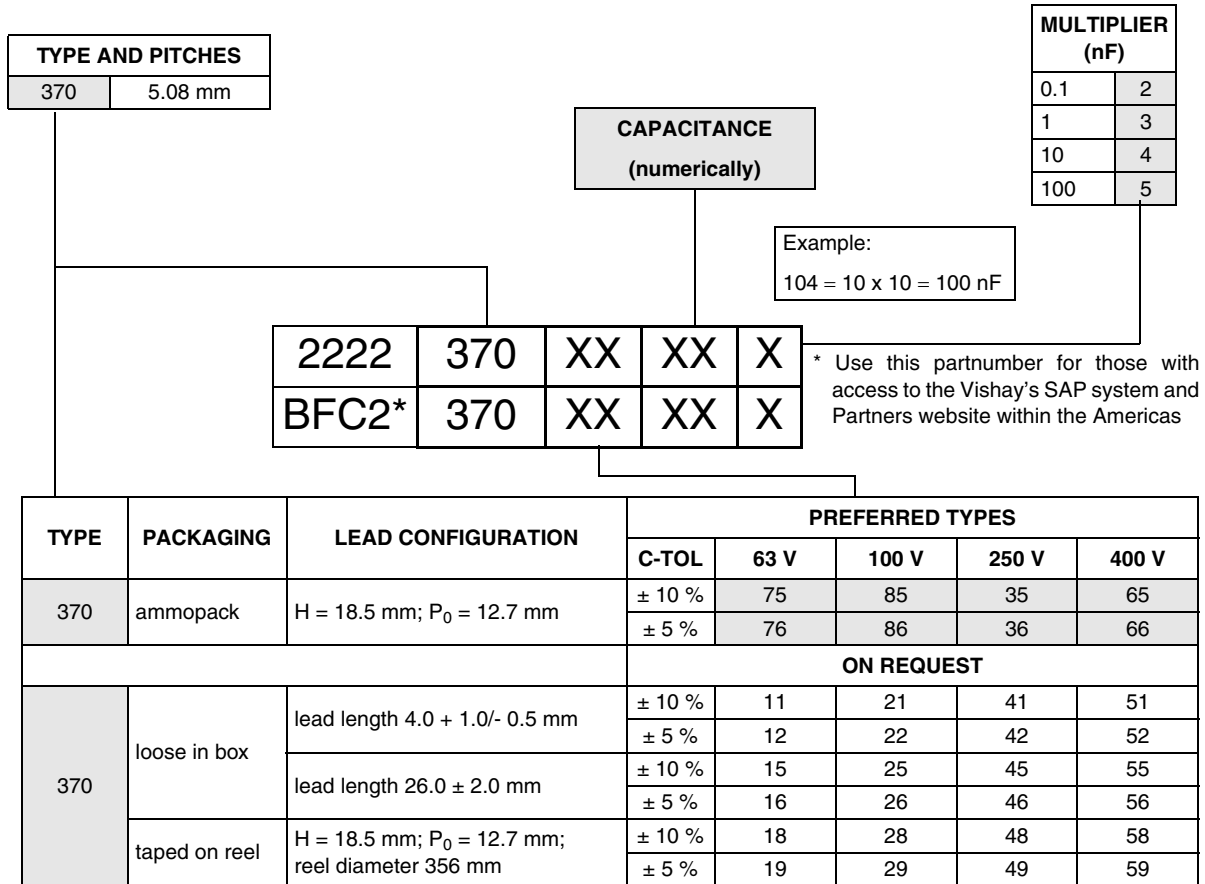 TYPE AND PITCHES
370 5.08 mm
MULTIPLIER
(nF)
0.1 2
1 3
10 4
100 5
CAPACITANCE
(numerically)
Example:
104 = 10 x 10 = 100 nF
2222 370 XX XX X
BFC2* 370 XX XX X
* Use this partnumber for those with
access to the Vishay's SAP system and
Partners website within the Americas
TYPE PACKAGING LEAD CONFIGURATION PREFERRED TYPES
C-TOL 63 V 100 V 250 V 400 V
370 ammopack H = 18.5 mm; P0 = 12.7 mm ± 10 % 75 85 35 65
± 5 % 76 86 36 66
ON REQUEST
370 loose in box lead length 4.0 + 1.0/- 0.5 mm ± 10 % 11 21 41 51
± 5 % 12 22 42 52
lead length 26.0 ± 2.0 mm ± 10 % 15 25 45 55
± 5 % 16 26 46 56
taped on reel H = 18.5 mm; P0 = 12.7 mm; ± 10 % 18 28 48 58
reel diameter 356 mm ± 5 % 19 29 49 59